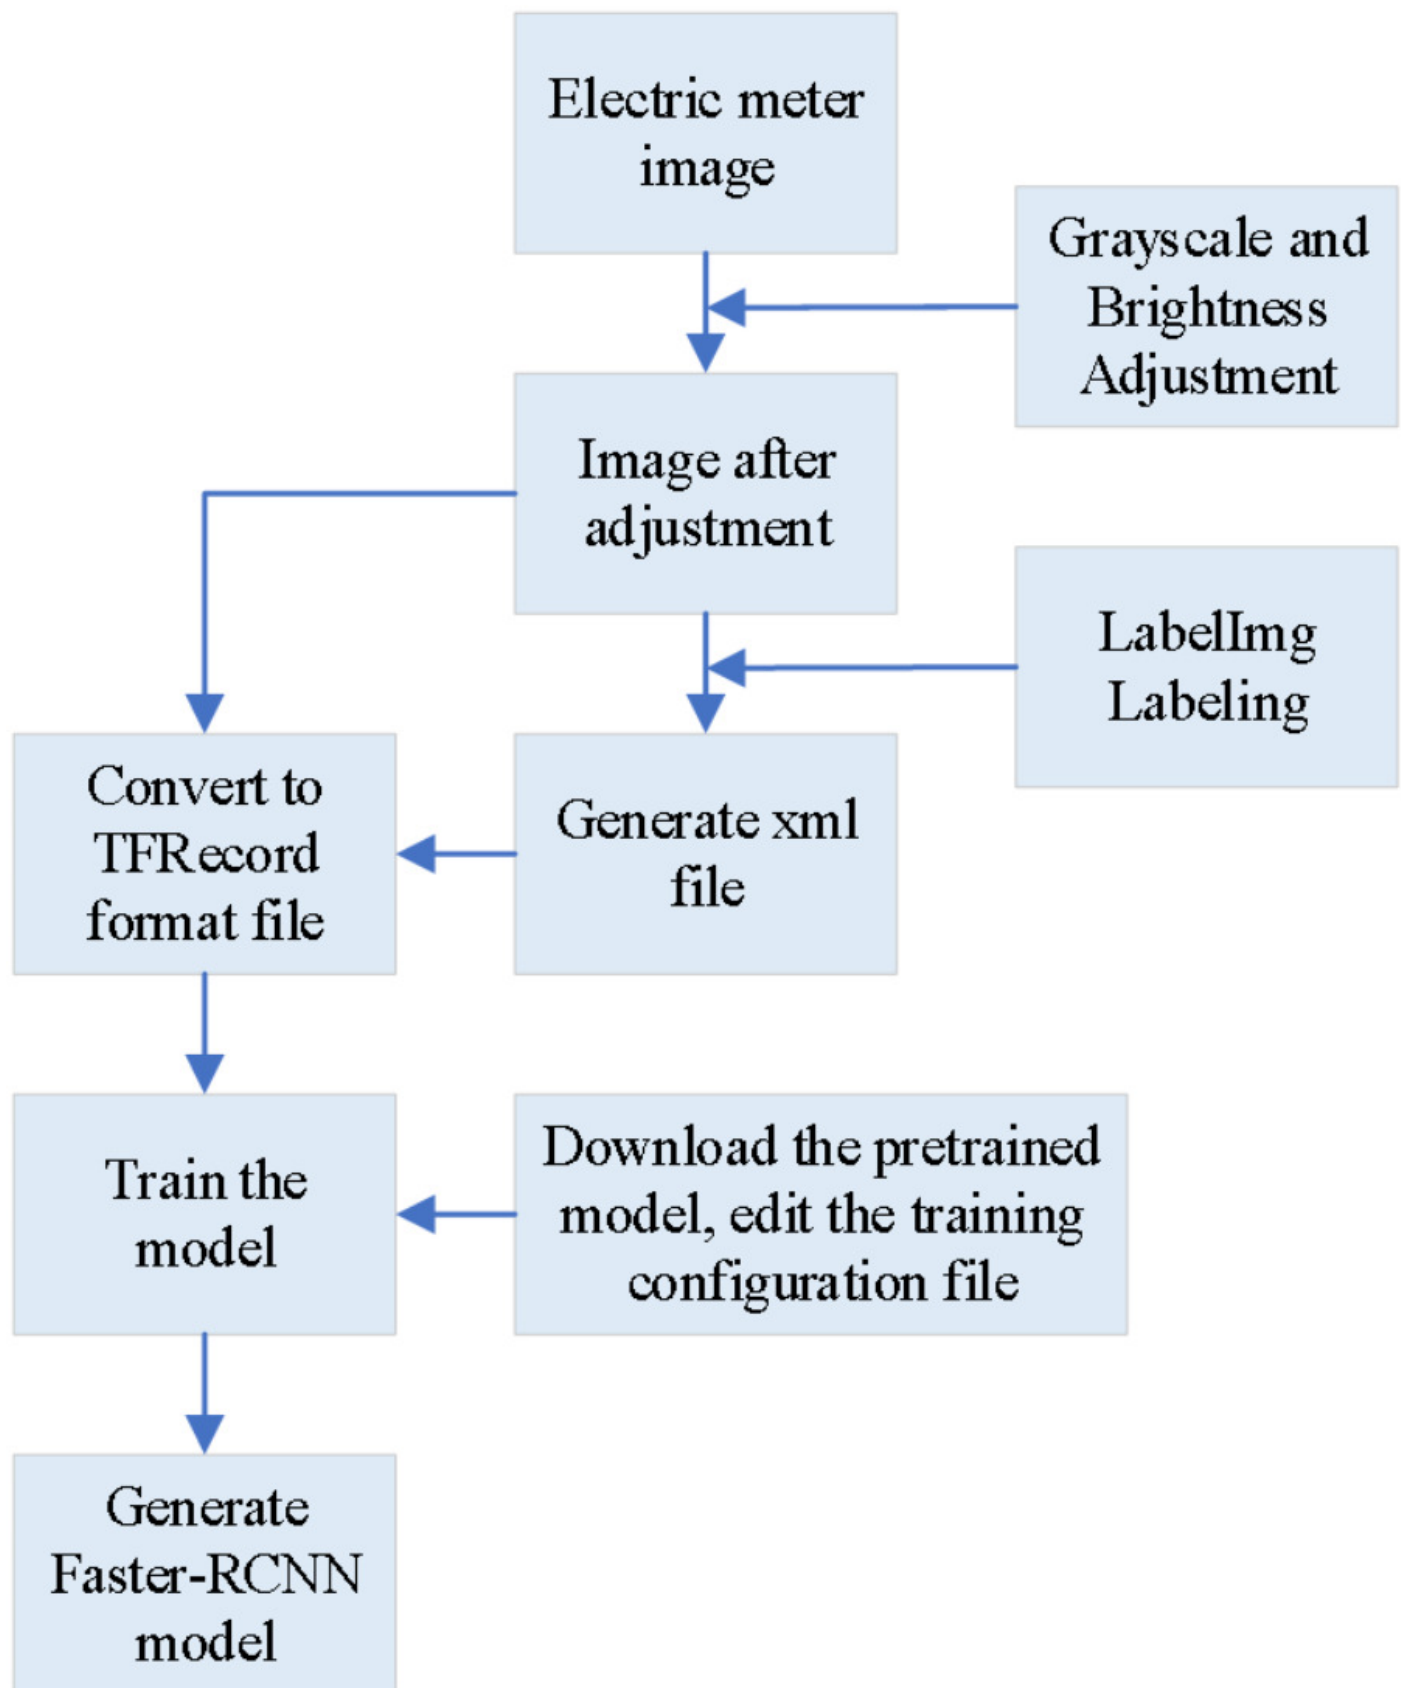 Electric meter
image
Grayscale and
Brightness
Adjustment
Image after
adjustment
LabelImg
Labeling
Convert to
TFRecord
format file
Generate xml
file
Train the
model
Download the pretrained
model, edit the training
configuration file
Generate
Faster-RCNN
model